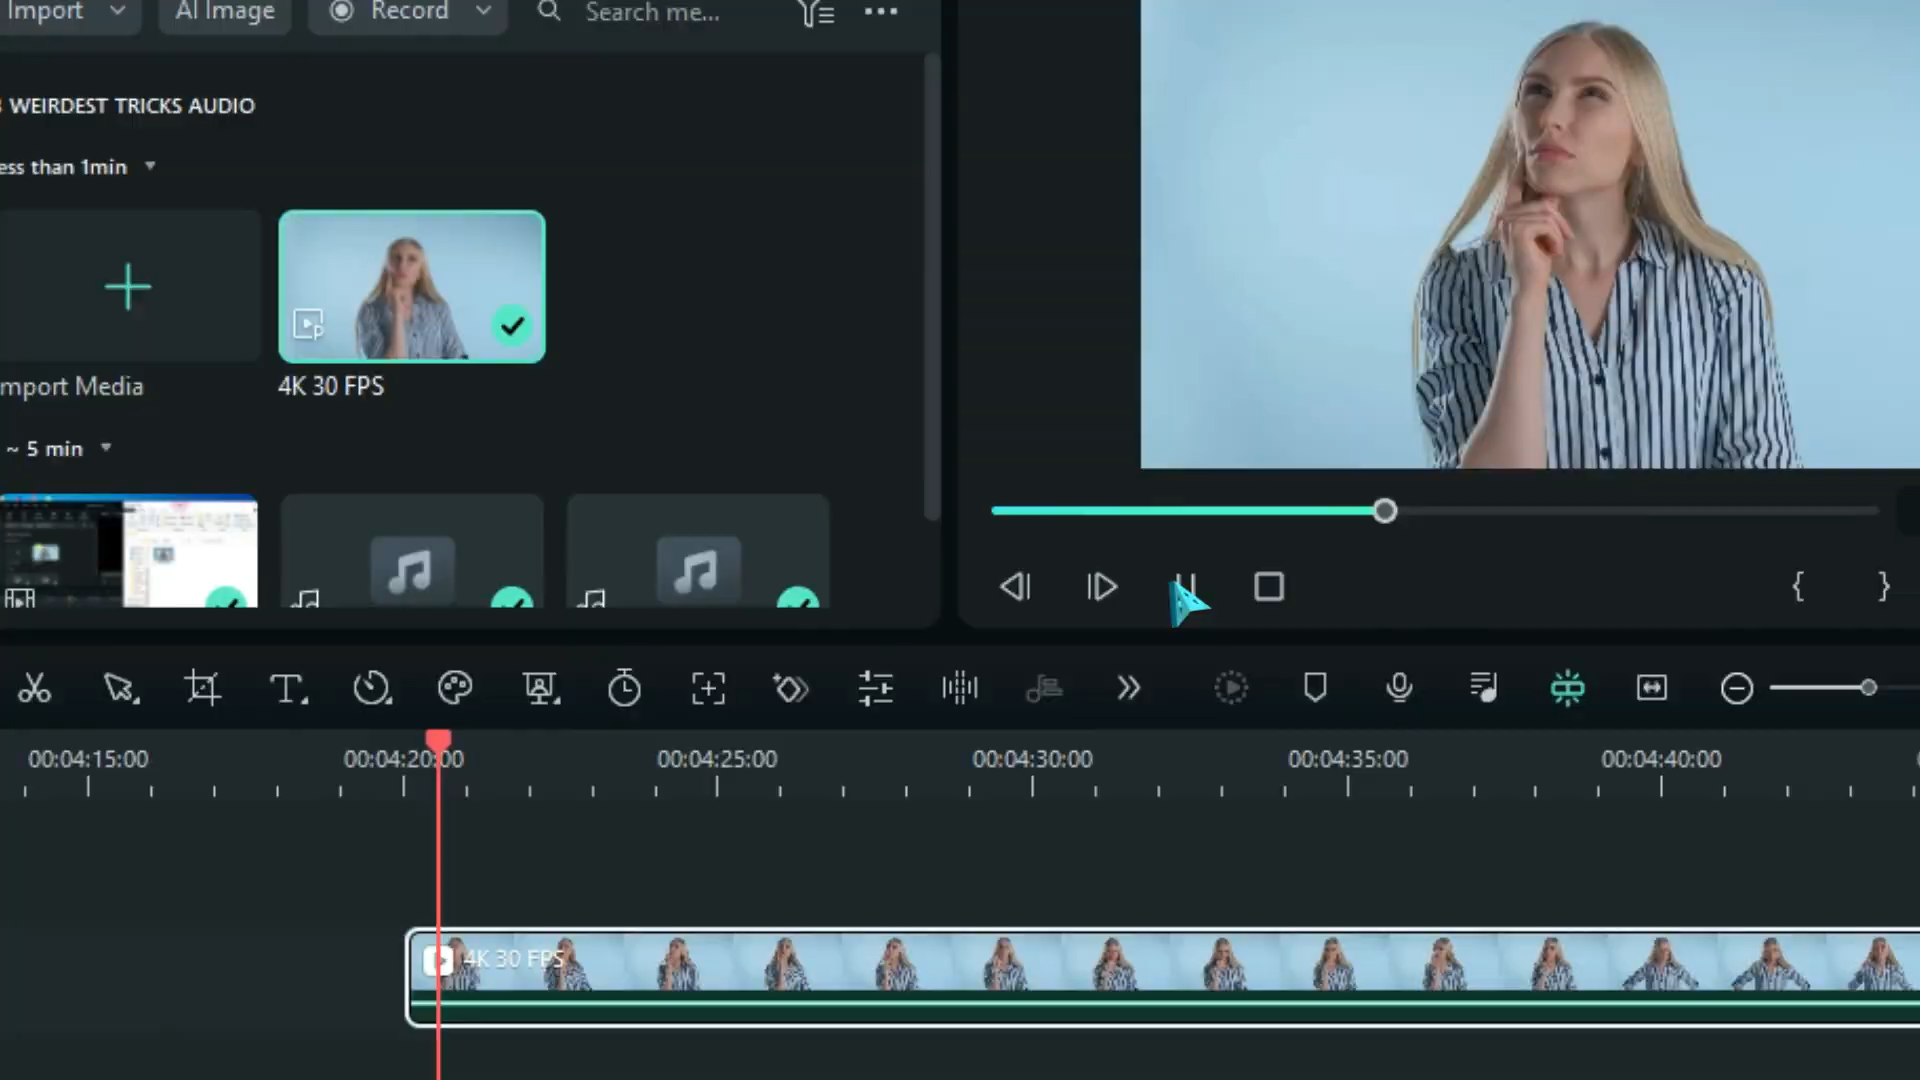 Import
AI Image
Record
Search me...
WEIRDEST TRICKS AUDIO
ess than 1min
mport Media
4K 30 FPS
~ 5 min
00:04:15:00
00:04:20:00
00:04:25:00
00:04:30:00
00:04:35:00
00:04:40:00
4K 30 FPS